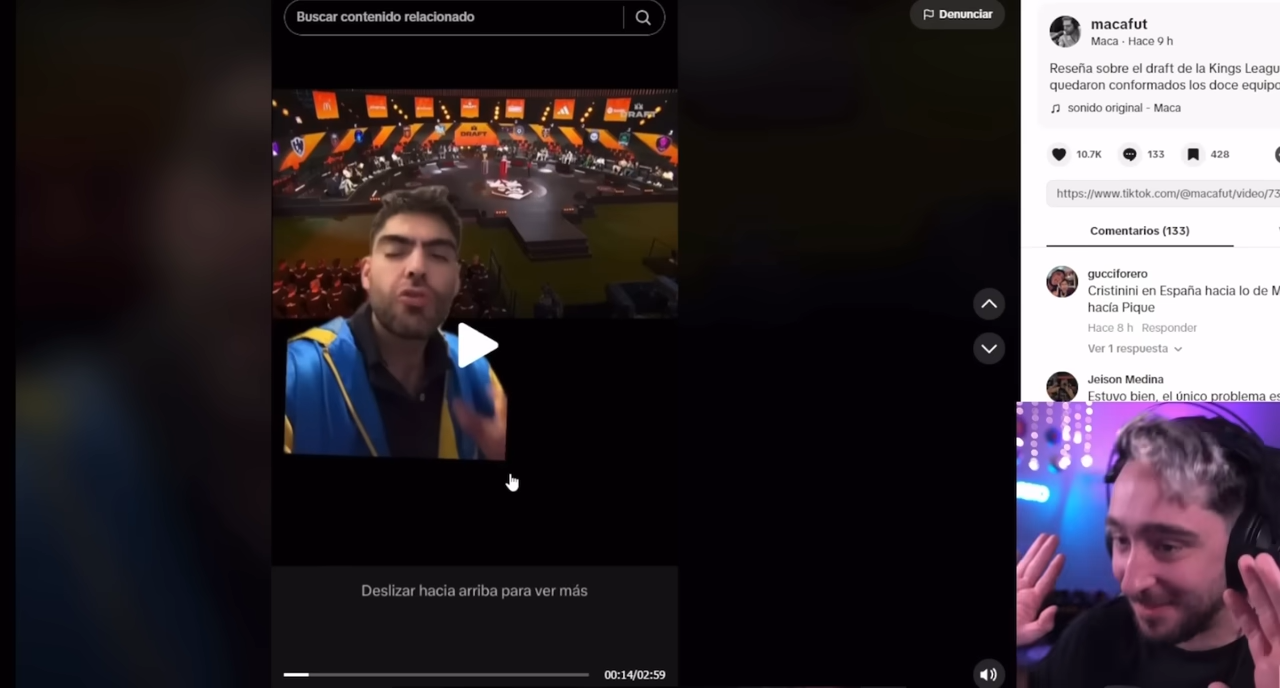 Buscar contenido relacionado
Denunciar
DRAFT
DRAFT
Deslizar hacia arriba para ver más
00:14/02:59
macafut
Maca · Hace 9 h
Reseña sobre el draft de la Kings Leagu
quedaron conformados los doce equipo
sonido original - Maca
10.7K
133
428
https://www.tiktok.com/@macafut/video/73
Comentarios (133)
gucciforero
Cristinini en España hacia lo de M
hacía Pique
Hace 8 h Responder
Ver 1 respuesta
Jeison Medina
Estuvo bien, el único problema es